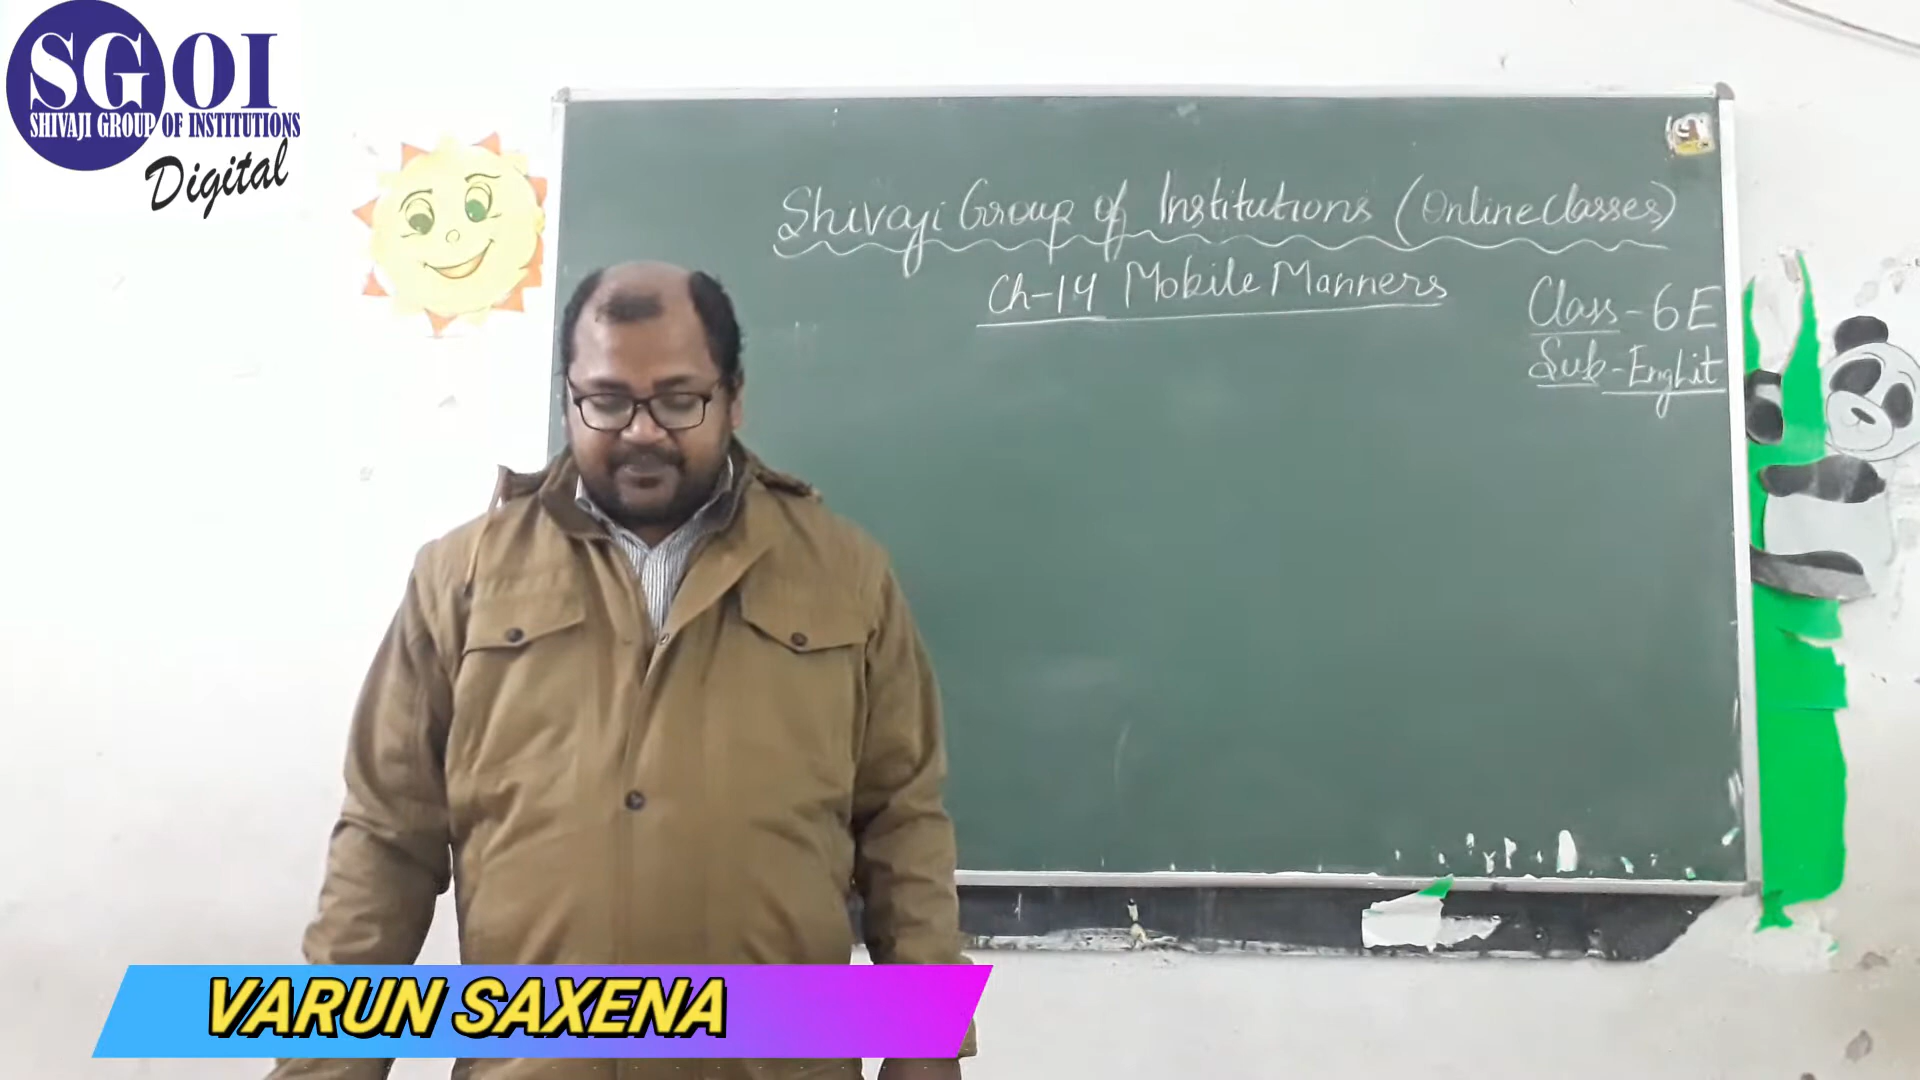 SGOI
SHIVAJI GROUP OF INSTITUTIONS
Digital
Shivaji Group of Institutions (Online Classes)
Ch-14 Mobile Manners
Class-6E
Sub-EngLit
VARUN SAXENA